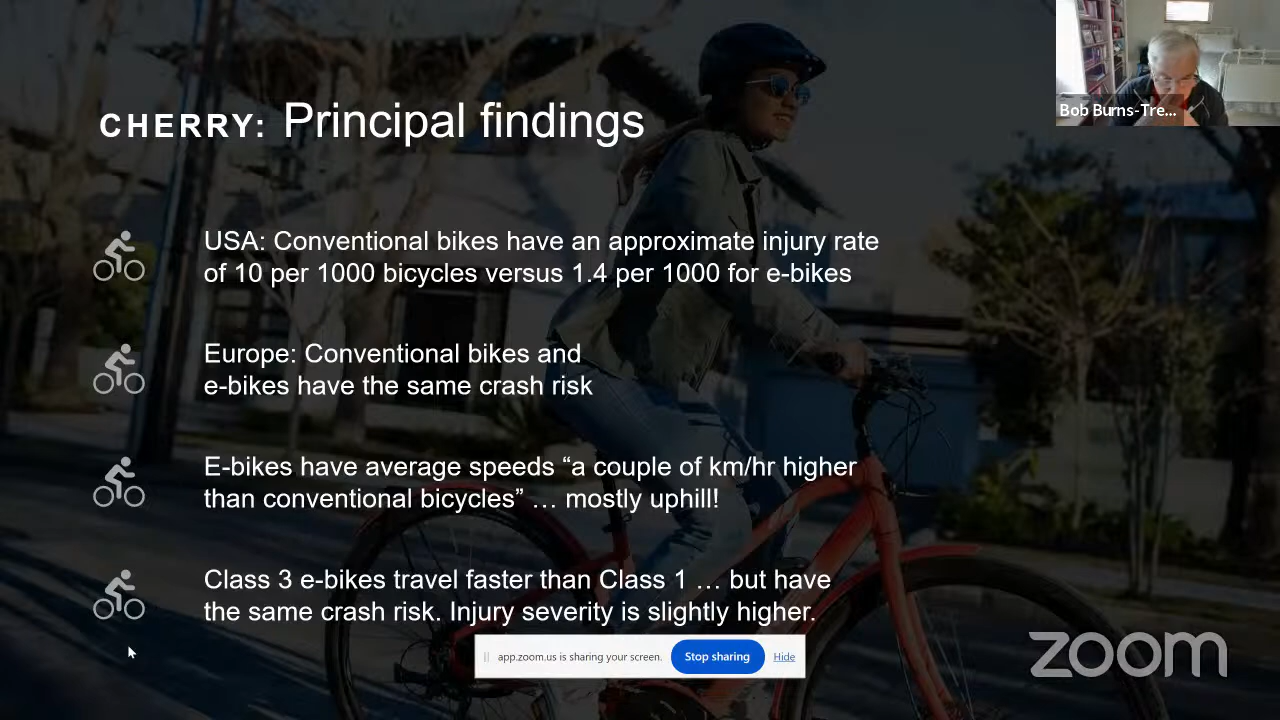 CHERRY: Principal findings
Bob Burns-Tre...
USA: Conventional bikes have an approximate injury rate
of 10 per 1000 bicycles versus 1.4 per 1000 for e-bikes
Europe: Conventional bikes and
e-bikes have the same crash risk
E-bikes have average speeds “a couple of km/hr higher
than conventional bicycles” … mostly uphill!
Class 3 e-bikes travel faster than Class 1 … but have
the same crash risk. Injury severity is slightly higher.
app.zoom.us is sharing your screen. Stop sharing Hide
zoom